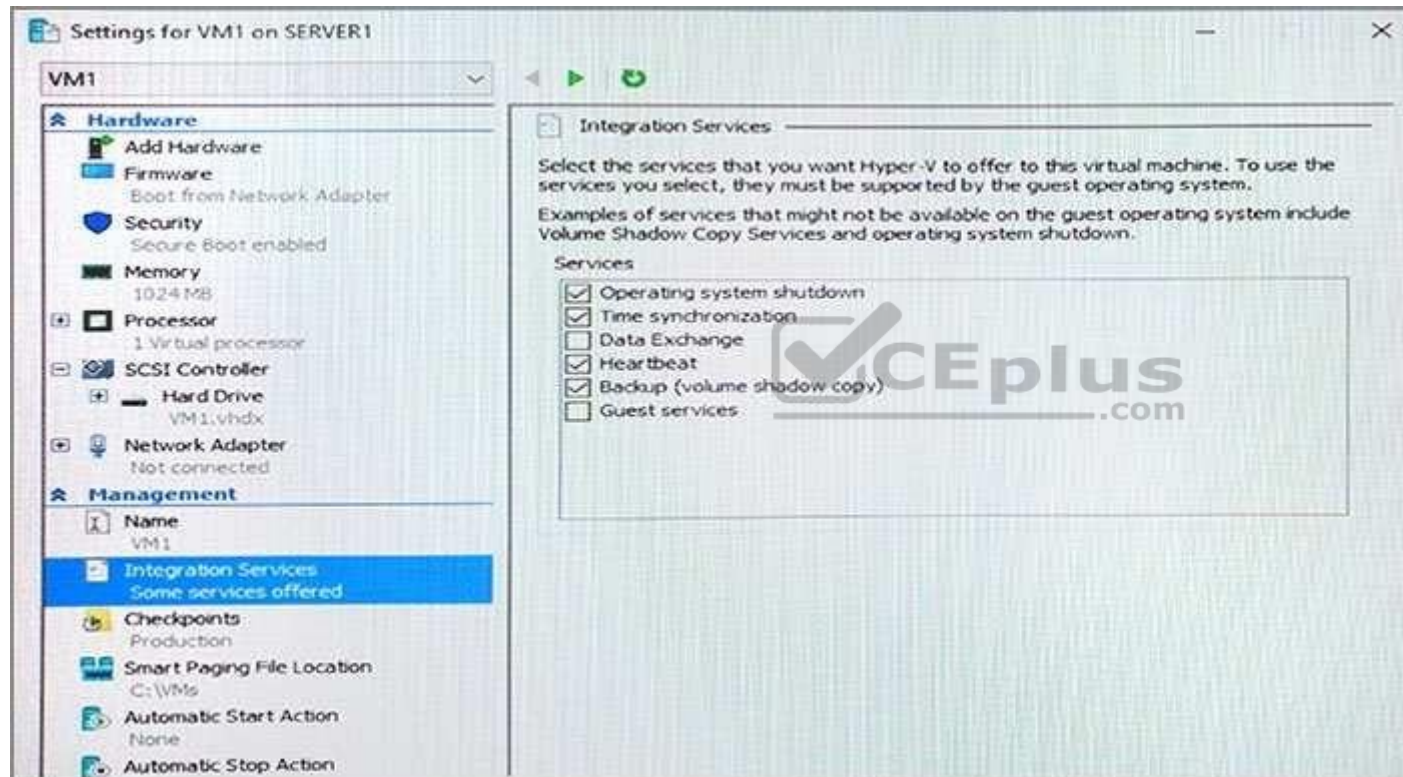 Settings for VM1 on SERVER1
VM1
Hardware
Add Hardware
Firmware
Boot from Network Adapter
Security
Secure Boot enabled
Memory
1024 MB
Processor
1 Virtual processor
SCSI Controller
Hard Drive
VM1.vhdx
Network Adapter
Not connected
Management
Name
VM1
Integration Services
Some services offered
Checkpoints
Production
Smart Paging File Location
C:\VMs
Automatic Start Action
None
Automatic Stop Action
Integration Services
Select the services that you want Hyper-V to offer to this virtual machine. To use the
services you select, they must be supported by the guest operating system.
Examples of services that might not be available on the guest operating system include
Volume Shadow Copy Services and operating system shutdown.
Services
Operating system shutdown
Time synchronization
Data Exchange
Heartbeat
Backup (volume shadow copy)
Guest services
CEplus
.com